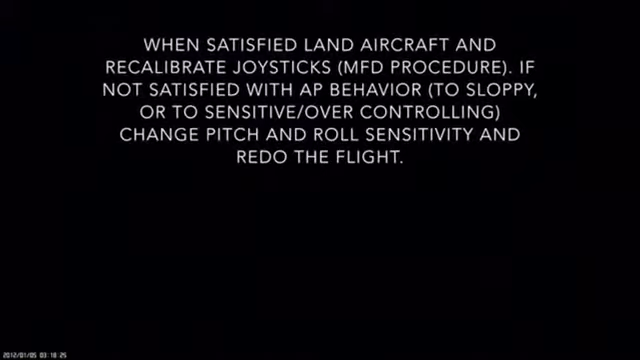 WHEN SATISFIED LAND AIRCRAFT AND
RECALIBRATE JOYSTICKS (MFD PROCEDURE). IF
NOT SATISFIED WITH AP BEHAVIOR (TO SLOPPY,
OR TO SENSITIVE/OVER CONTROLLING)
CHANGE PITCH AND ROLL SENSITIVITY AND
REDO THE FLIGHT.
2012/01/05 03:18:25